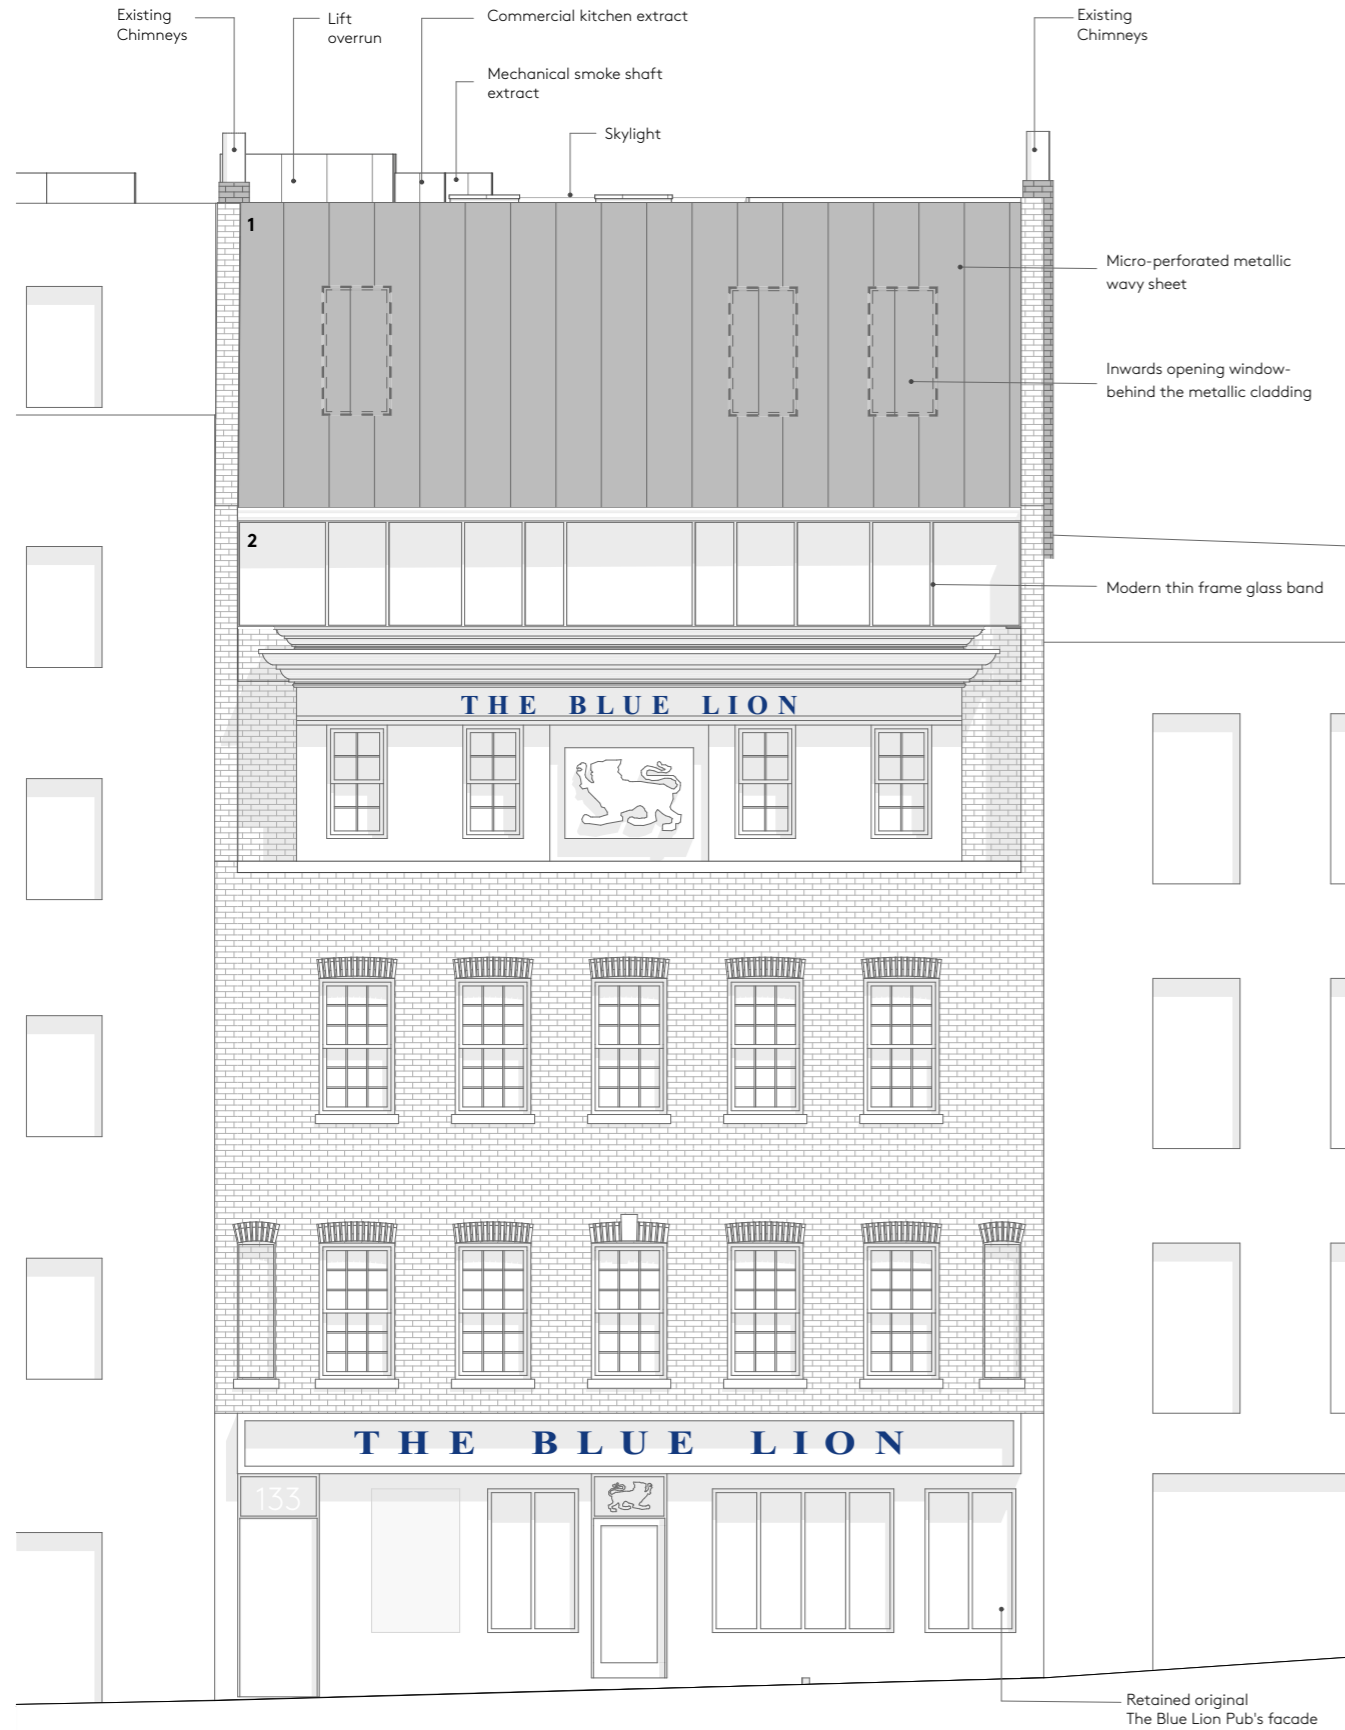 Existing
Chimneys
Lift
overrun
Commercial kitchen extract
Existing
Chimneys
Mechanical smoke shaft
extract
Skylight
1
Micro-perforated metallic
wavy sheet
Inwards opening window-
behind the metallic cladding
2
Modern thin frame glass band
THE BLUE LION
THE BLUE LION
133
Retained original
The Blue Lion Pub's facade